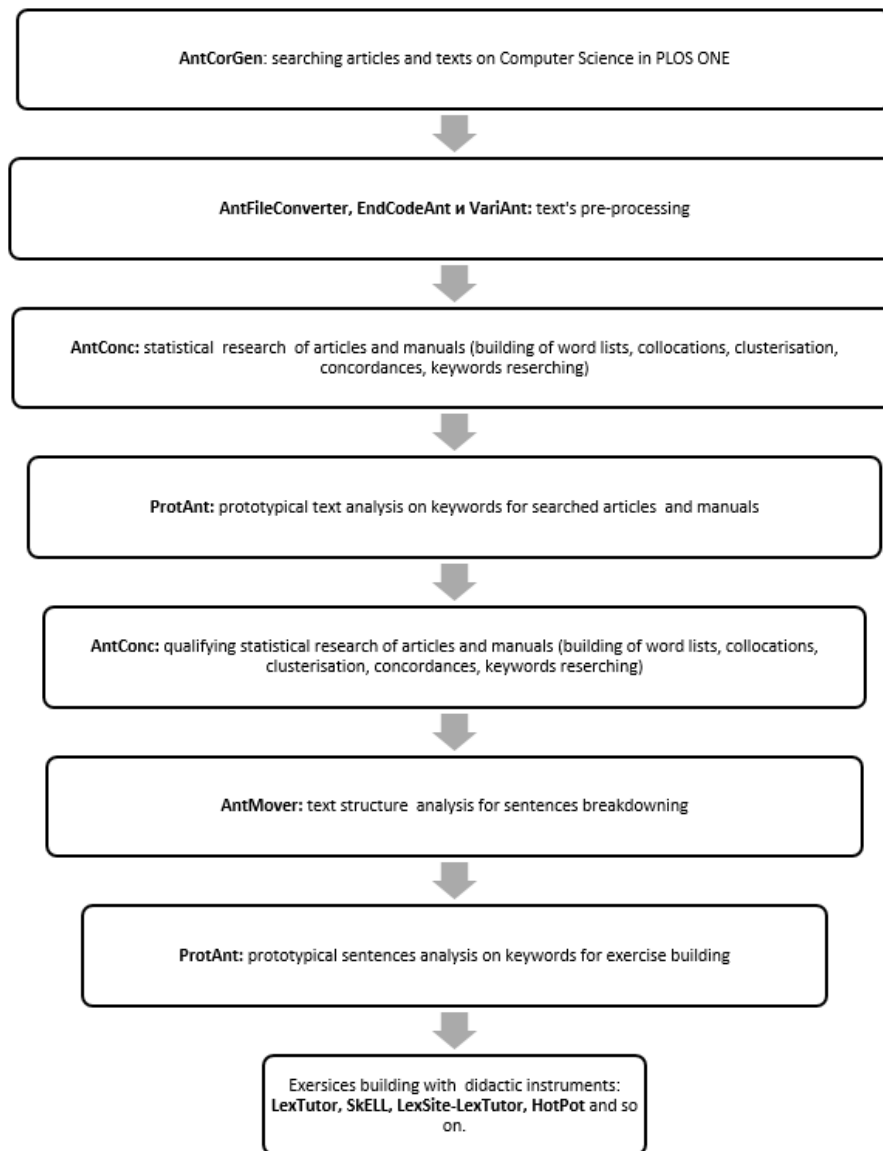 AntCorGen: searching articles and texts on Computer Science in PLOS ONE
AntFileConverter, EndCodeAnt и VariAnt: text's pre-processing
AntConc: statistical research of articles and manuals (building of word lists, collocations, clusterisation,
concordances, keywords reserching)
ProtAnt: prototypical text analysis on keywords for searched articles and manuals
AntConc: qualifying statistical research of articles and manuals (building of word lists, collocations,
clusterisation, concordances, keywords reserching)
AntMover: text structure analysis for sentences breakdowning
ProtAnt: prototypical sentences analysis on keywords for exercise building
Exersices building with didactic instruments:
LexTutor, SkELL, LexSite-LexTutor, HotPot and so
on.